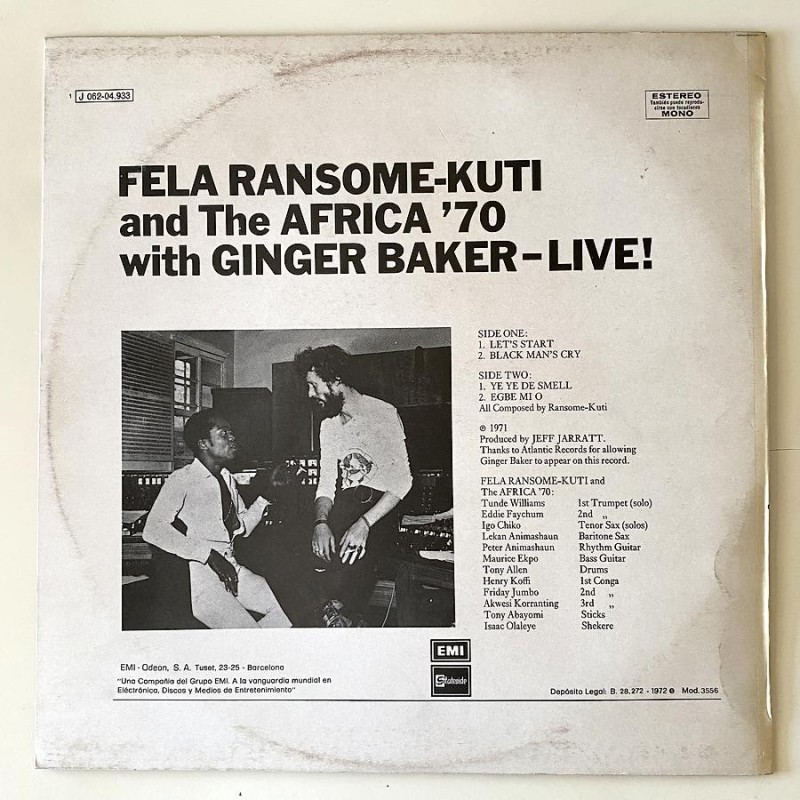 1 J 062-04.933
ESTEREO
También puede reprodu-
cirse con tocadiscos
MONO
FELA RANSOME-KUTI
and The AFRICA '70
with GINGER BAKER–LIVE!
SIDE ONE:
1. LET'S START
2. BLACK MAN'S CRY
SIDE TWO:
1. YE YE DE SMELL
2. EGBE MI O
All Composed by Ransome-Kuti
℗ 1971
Produced by JEFF JARRATT.
Thanks to Atlantic Records for allowing
Ginger Baker to appear on this record.
FELA RANSOME-KUTI and
The AFRICA '70:
Tunde Williams 1st Trumpet (solo)
Eddie Faychum 2nd „
Igo Chiko Tenor Sax (solos)
Lekan Animashaun Baritone Sax
Peter Animashaun Rhythm Guitar
Maurice Ekpo Bass Guitar
Tony Allen Drums
Henry Koffi 1st Conga
Friday Jumbo 2nd „
Akwesi Korranting 3rd „
Tony Abayomi Sticks
Isaac Olaleye Shekere
EMI
Stateside
EMI - Odeon, S. A. Tuset, 23-25 - Barcelona
"Una Compañía del Grupo EMI. A la vanguardia mundial en
Eléctrónica, Discos y Medios de Entretenimiento"
Depósito Legal: B. 28.272 - 1972 ℗ Mod. 3556